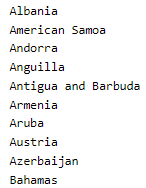 Albania
American Samoa
Andorra
Anguilla
Antigua and Barbuda
Armenia
Aruba
Austria
Azerbaijan
Bahamas